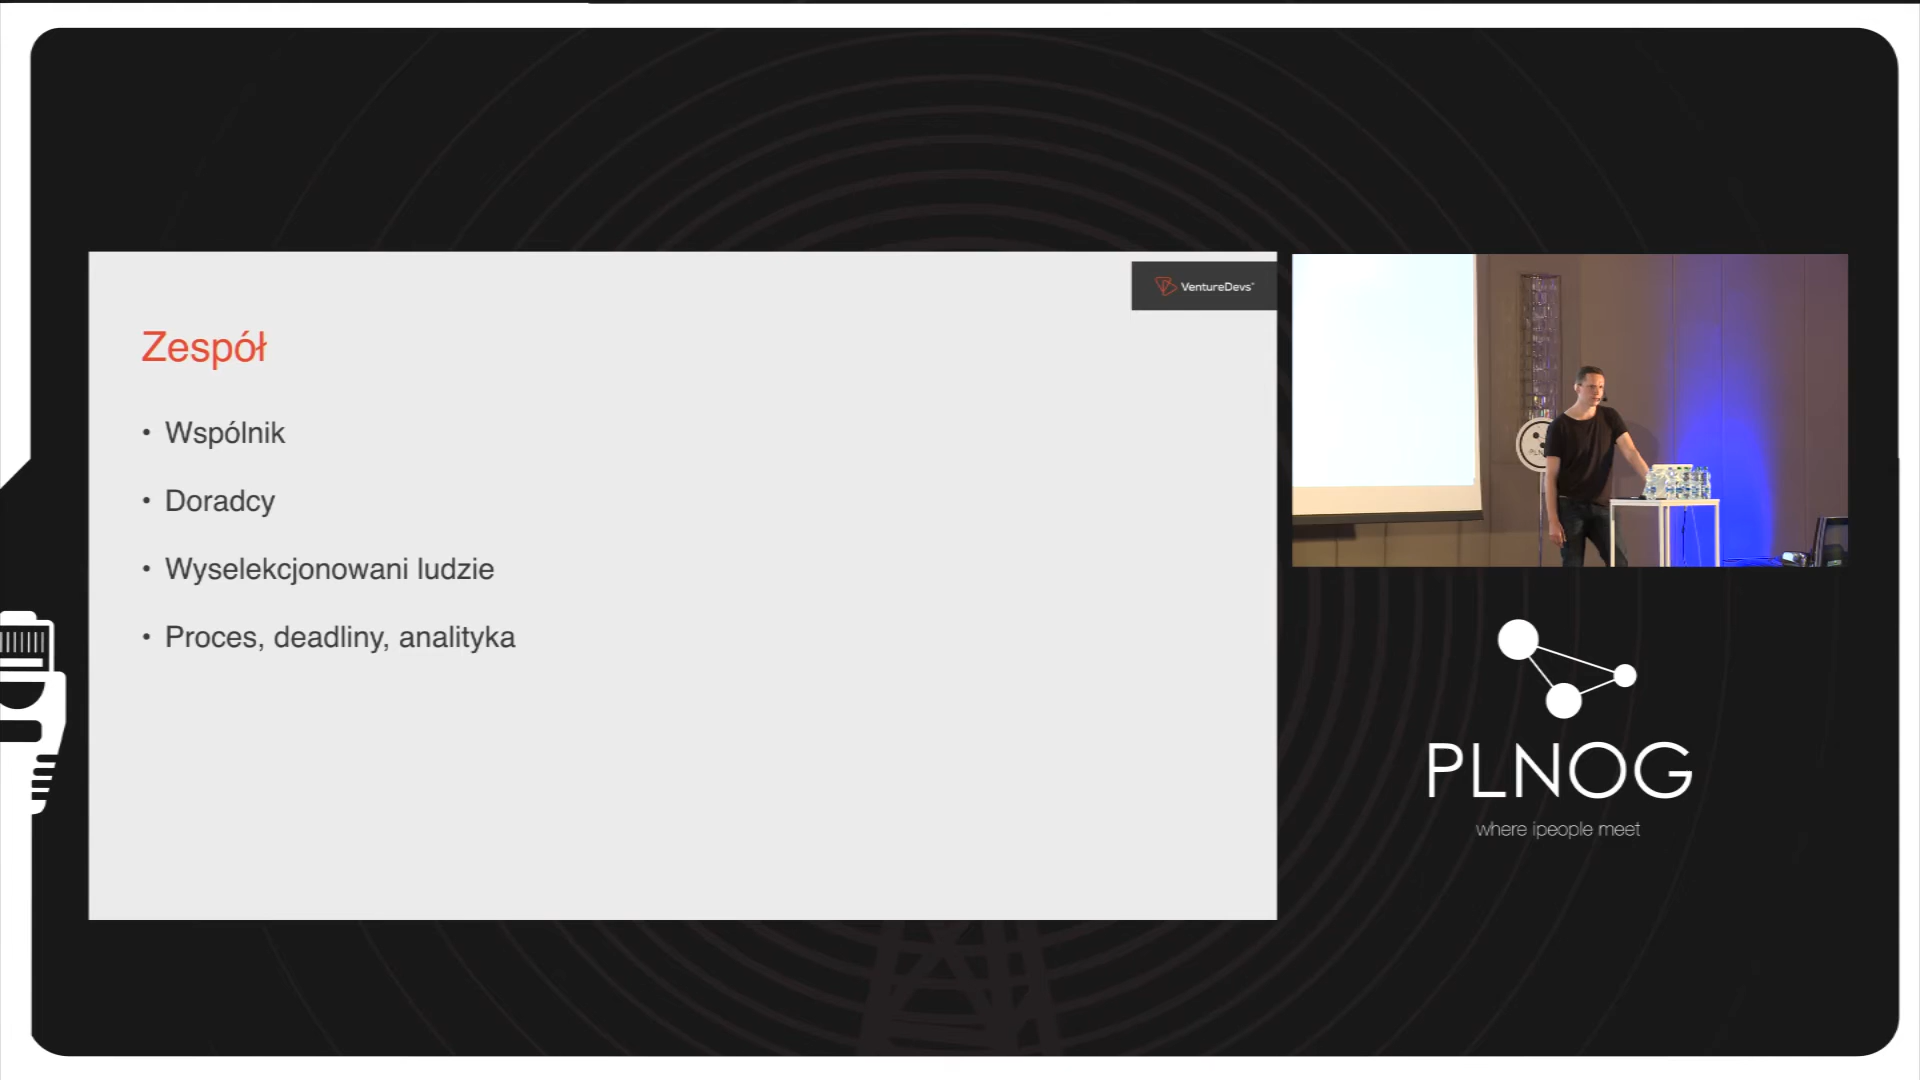 VentureDevs
Zespół
• Wspólnik
• Doradcy
• Wyselekcjonowani ludzie
• Proces, deadliny, analityka
PLNOG
where ipeople meet